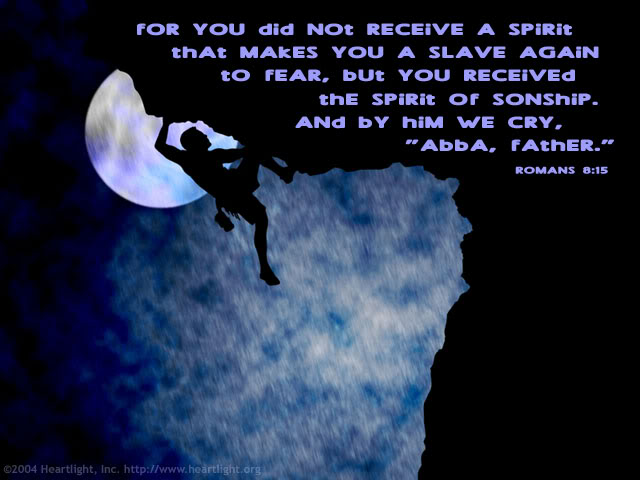 FOR YOU did NOt RECEiVE A SPiRit
thAt MAKES YOU A SLAVE AGAiN
tO fEAR, bUt YOU RECEiVEd
thE SPiRit Of SONShiP.
ANd bY hiM WE CRY,
"AbbA, fAthER."
ROMANS 8:15
©2004 Heartlight, Inc. http://www.heartlight.org